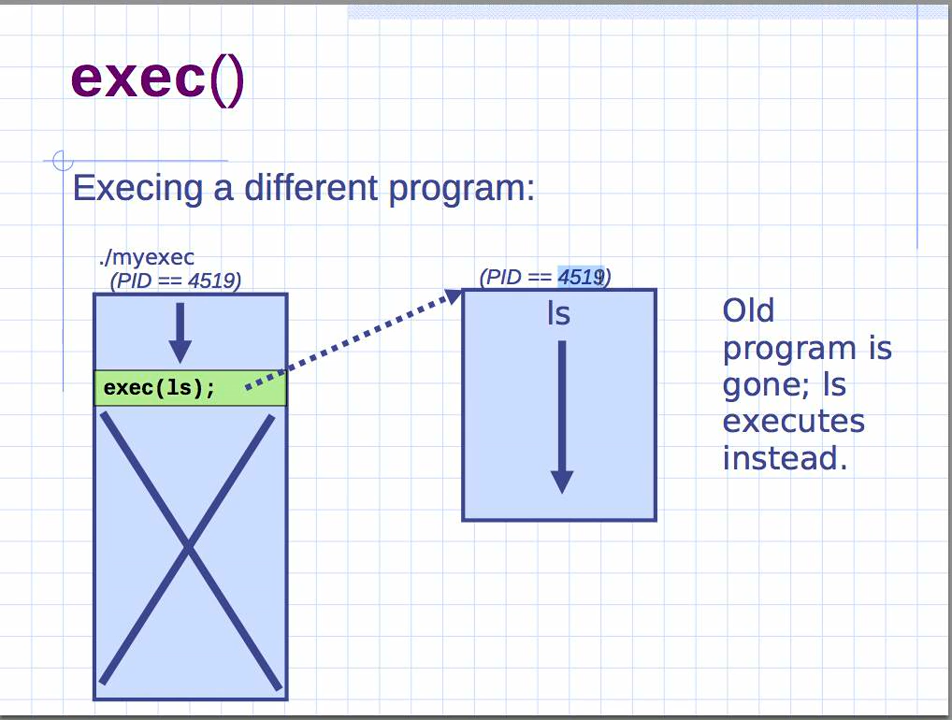 exec()
Execing a different program:
./myexec
(PID == 4519)
exec(ls);
(PID == 4519)
ls
Old
program is
gone; ls
executes
instead.